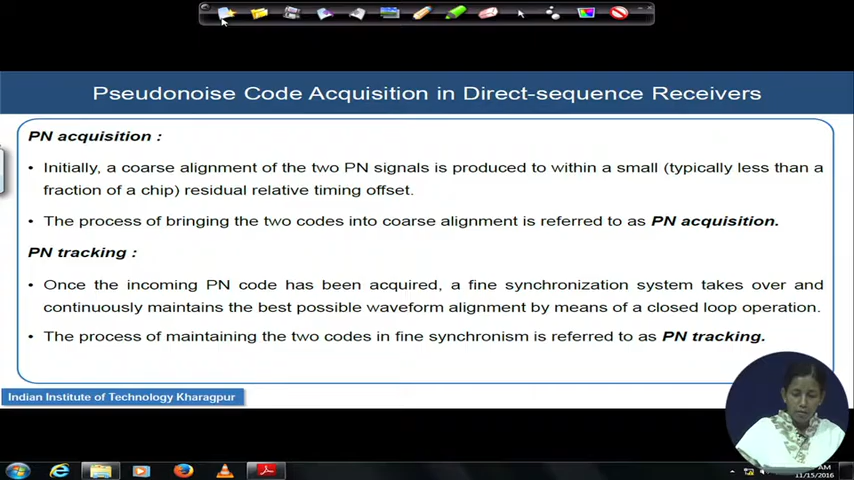 Pseudonoise Code Acquisition in Direct-sequence Receivers
PN acquisition :
• Initially, a coarse alignment of the two PN signals is produced to within a small (typically less than a
fraction of a chip) residual relative timing offset.
• The process of bringing the two codes into coarse alignment is referred to as PN acquisition.
PN tracking :
• Once the incoming PN code has been acquired, a fine synchronization system takes over and
continuously maintains the best possible waveform alignment by means of a closed loop operation.
• The process of maintaining the two codes in fine synchronism is referred to as PN tracking.
Indian Institute of Technology Kharagpur
11/15/2016